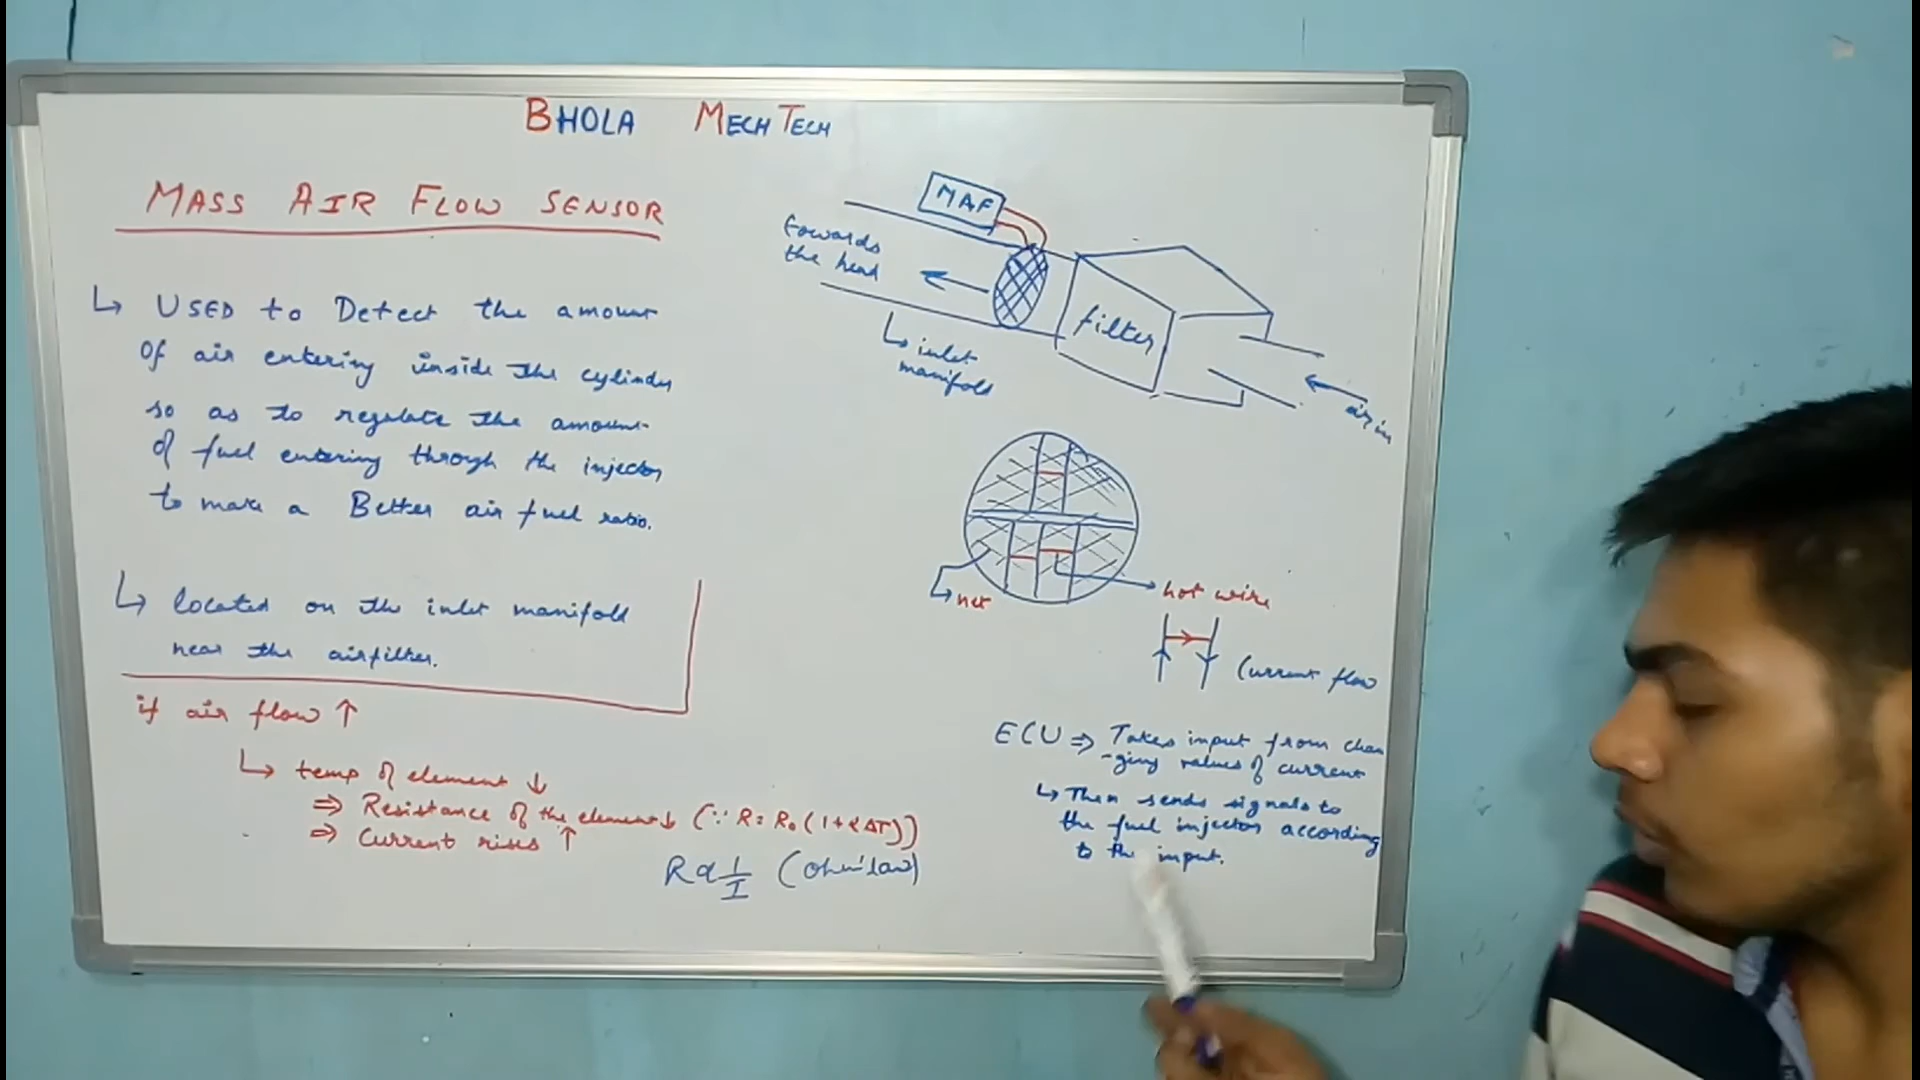 BHOLA MECHTECH
MASS AIR FLOW SENSOR
↳ USED to Detect the amount
Of air entering inside the cylinder
so as to regulate the amount
of fuel entering through the injector
to make a Better air fuel ratio.
↳ located on the inlet manifold
near the airfilter.
if air flow ↑
↳ temp of element ↓
⇒ Resistance of the element ↓ (∵ R = R₀ (1 + αΔT))
⇒ Current rises ↑
R α 1/I (Ohm'law)
MAF
towards
the head
filter
↳ inlet
manifold
air in
↳ net
hot wire
Current flow
ECU ⇒ Takes input from chan
-ging values of current
↳ Then sends signals to
the fuel injector according
to the input.